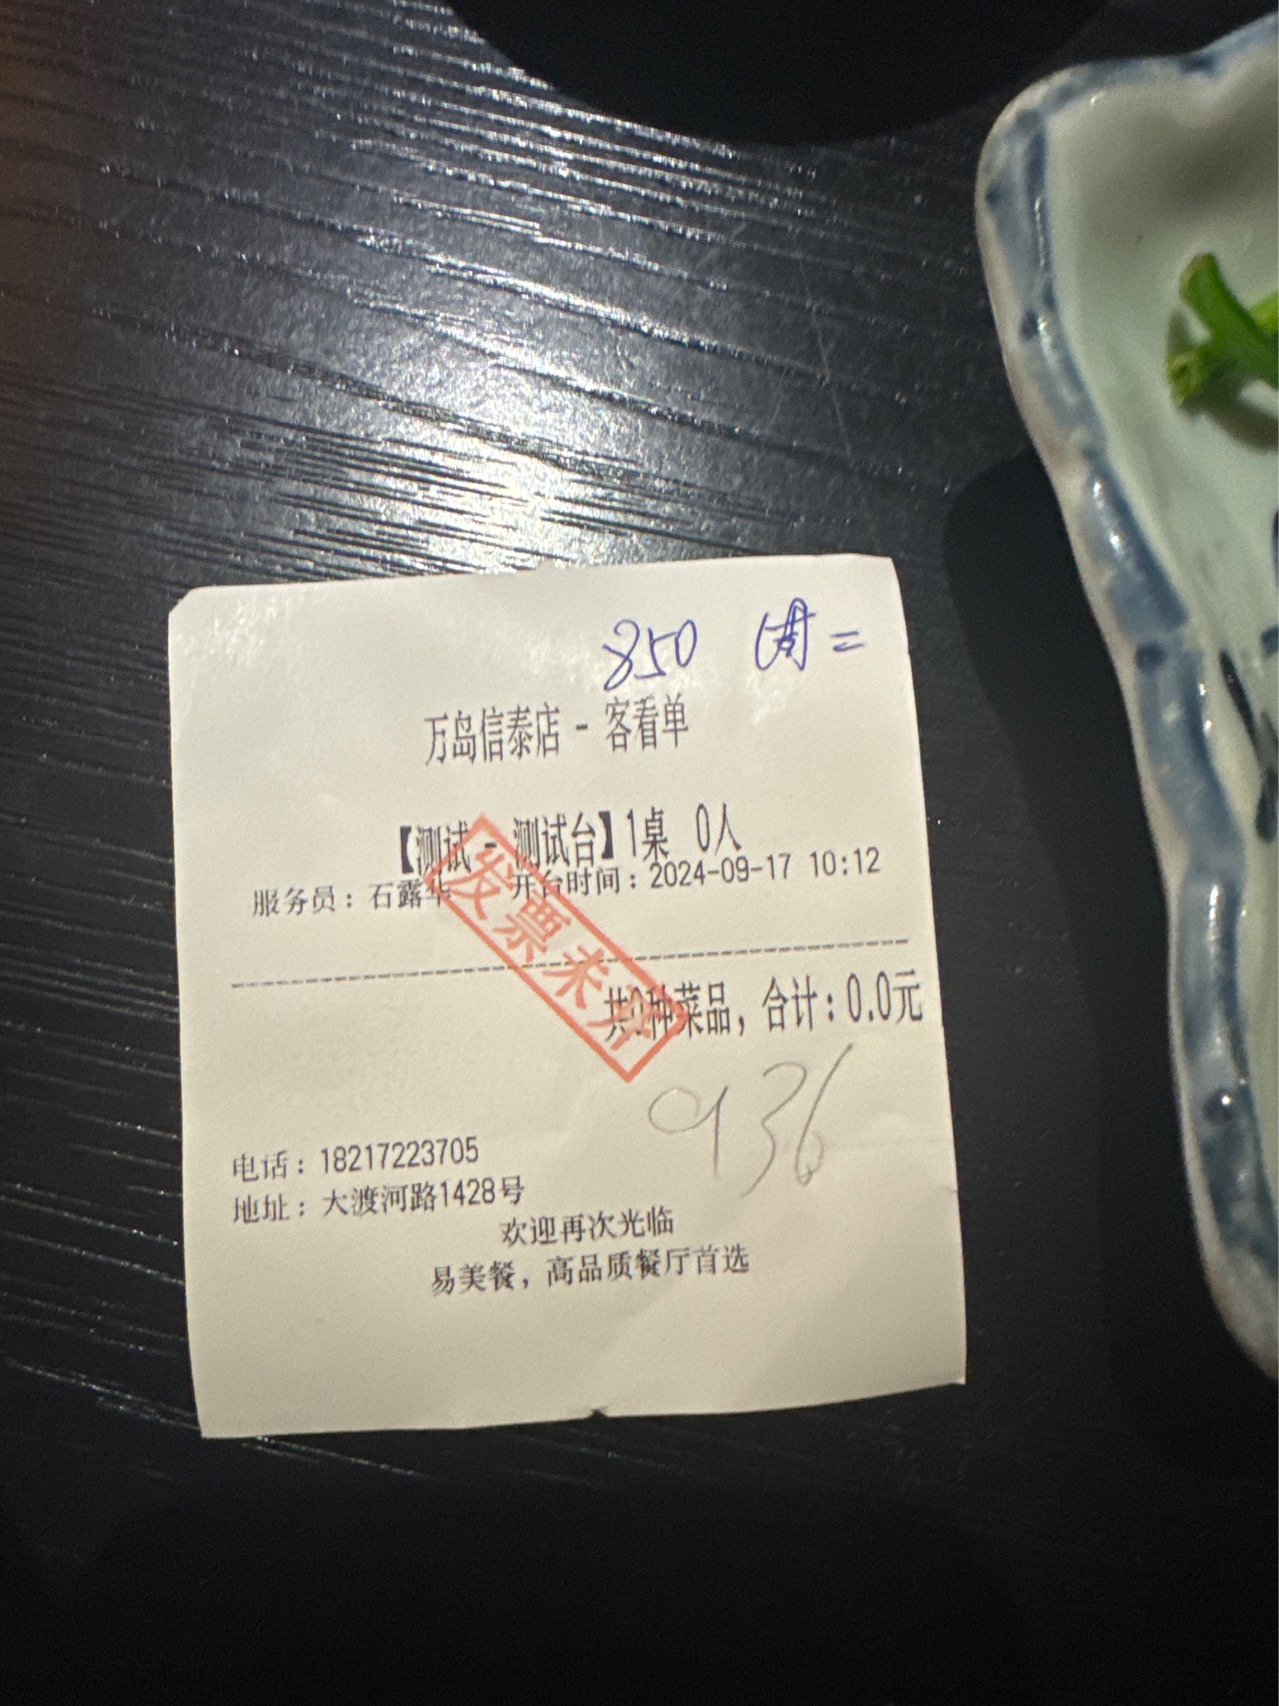 850 周二
万岛信泰店 - 客看单
【测试 - 测试台】1桌 0人
服务员：石露华 开台时间：2024-09-17 10:12
发票未开
共0种菜品，合计：0.0元
936
电话：18217223705
地址：大渡河路1428号
欢迎再次光临
易美餐，高品质餐厅首选